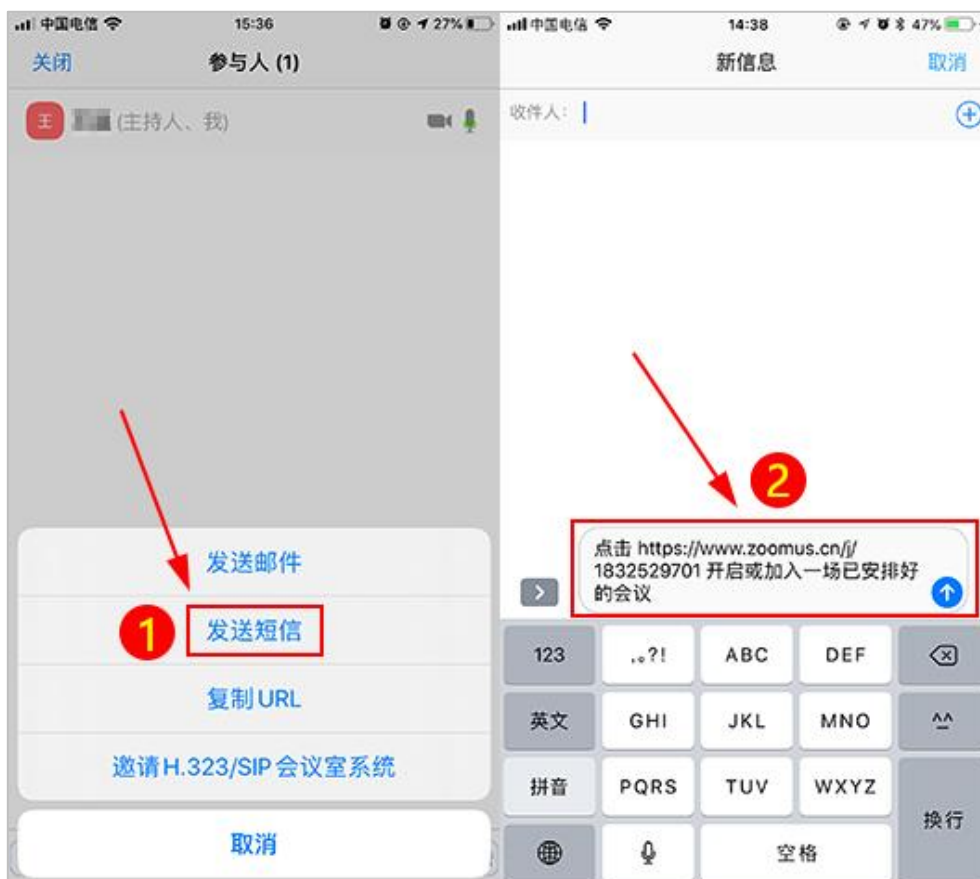 中国电信
15:36
27%
关闭
参与人 (1)
王
(主持人、我)
发送邮件
1
发送短信
复制URL
邀请H.323/SIP会议室系统
取消
中国电信
14:38
47%
新信息
取消
收件人:
2
点击 https://www.zoomus.cn/j/
1832529701 开启或加入一场已安排好
的会议
123
,。?!
ABC
DEF
英文
GHI
JKL
MNO
^^
拼音
PQRS
TUV
WXYZ
换行
空格